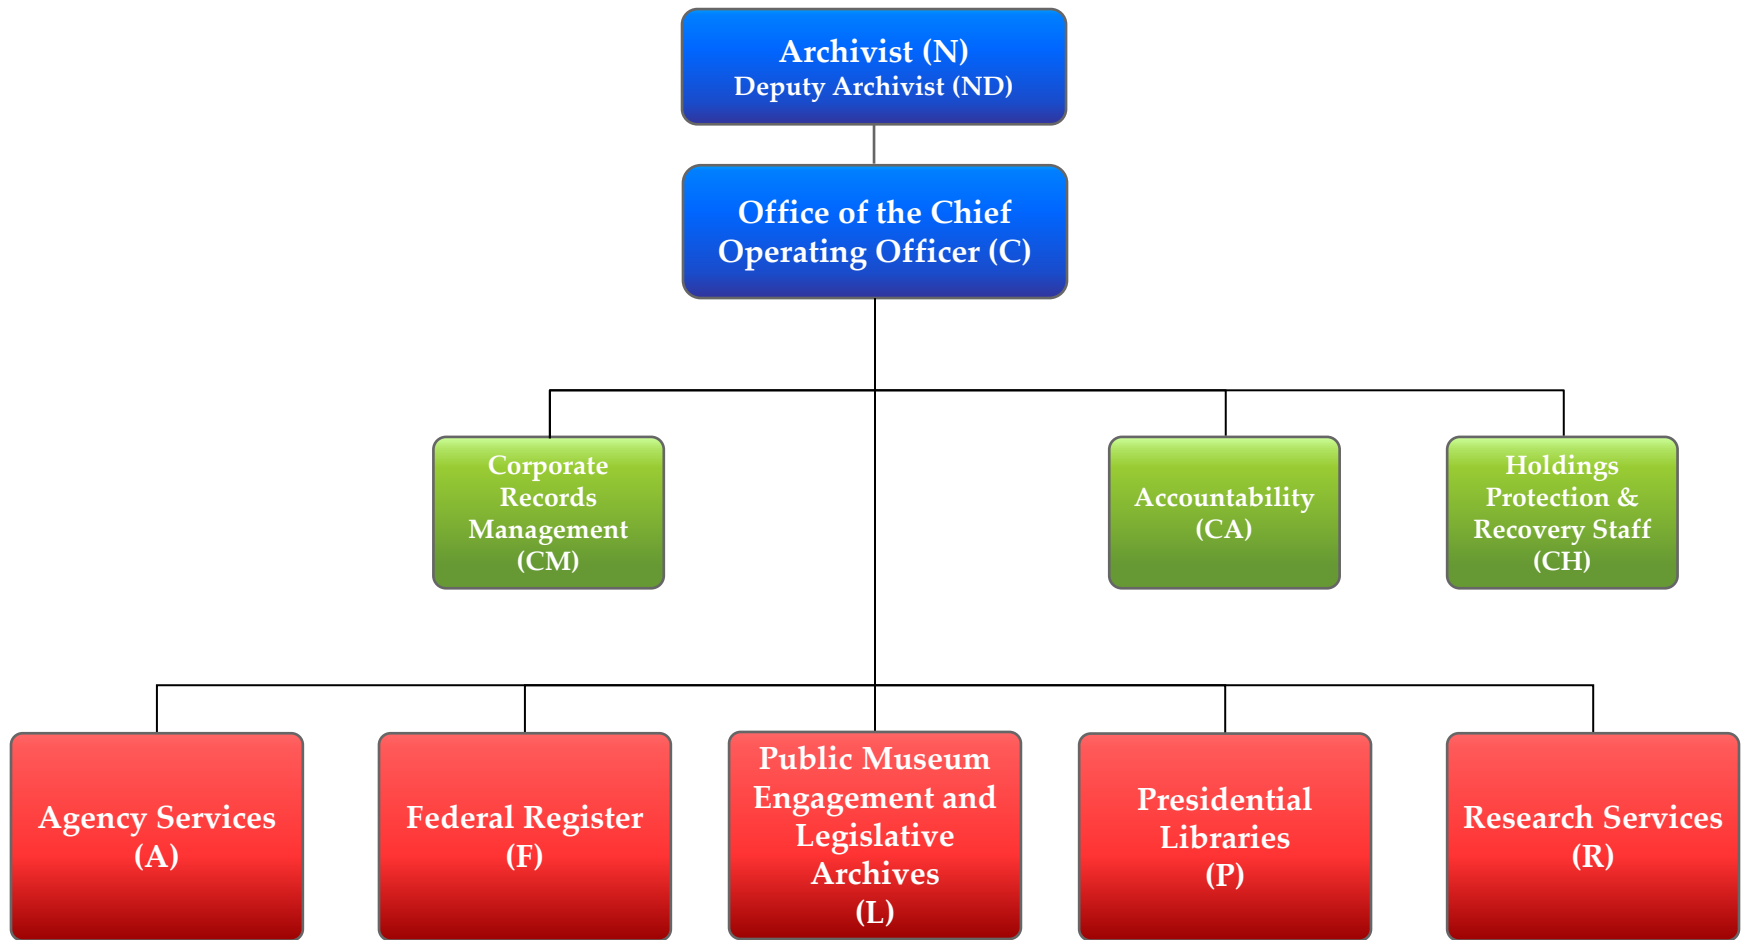 Archivist (N)
Deputy Archivist (ND)
Office of the Chief
Operating Officer (C)
Corporate
Records
Management
(CM)
Accountability
(CA)
Holdings
Protection &
Recovery Staff
(CH)
Agency Services
(A)
Federal Register
(F)
Public Museum
Engagement and
Legislative
Archives
(L)
Presidential
Libraries
(P)
Research Services
(R)